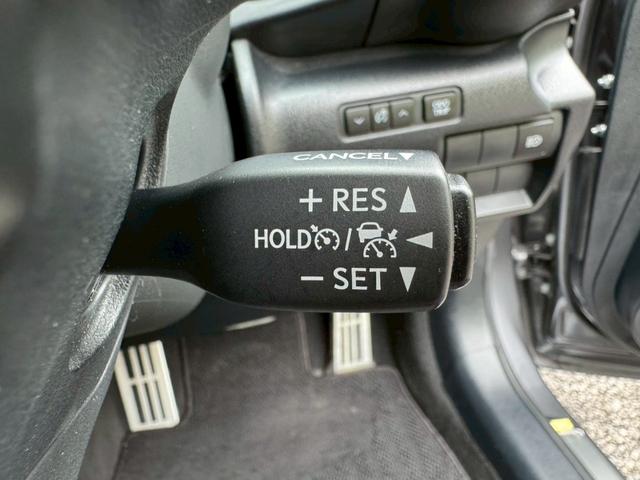 CANCEL▼
+ RES ▲
HOLD / ◀
− SET ▼